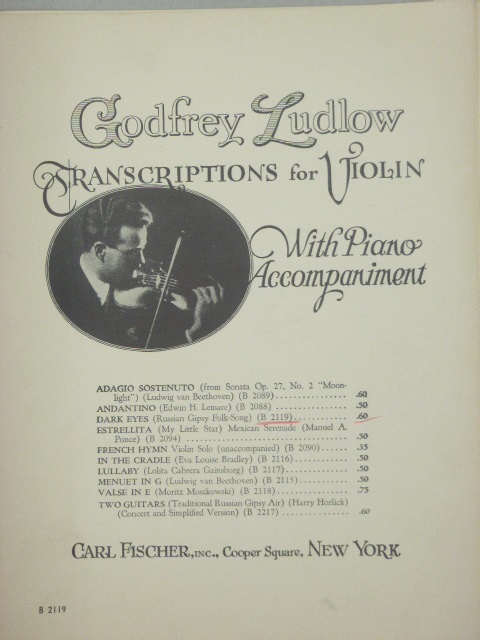 Godfrey Ludlow
TRANSCRIPTIONS for VIOLIN
With Piano
Accompaniment
ADAGIO SOSTENUTO (from Sonata Op. 27, No. 2 "Moon-
light") (Ludwig van Beethoven) (B 2089)................ .60
ANDANTINO (Edwin H. Lemare) (B 2088)................ .50
DARK EYES (Russian Gipsy Folk-Song) (B 2119)............ .60
ESTRELLITA (My Little Star) Mexican Serenade (Manuel A.
Ponce) (B 2094) .................................... .50
FRENCH HYMN Violin Solo (unaccompanied) (B 2090)...... .35
IN THE CRADLE (Eva Louise Bradley) (B 2116)............ .50
LULLABY (Lolita Cabrera Gainsborg) (B 2117)............. .50
MENUET IN G (Ludwig van Beethoven) (B 2115)........... .50
VALSE IN E (Moritz Moszkowski) (B 2118)................ .75
TWO GUITARS (Traditional Russian Gipsy Air) (Harry Horlick)
(Concert and Simplified Version) (B 2217) .............. .60
CARL FISCHER, INC., Cooper Square, NEW YORK
B 2119